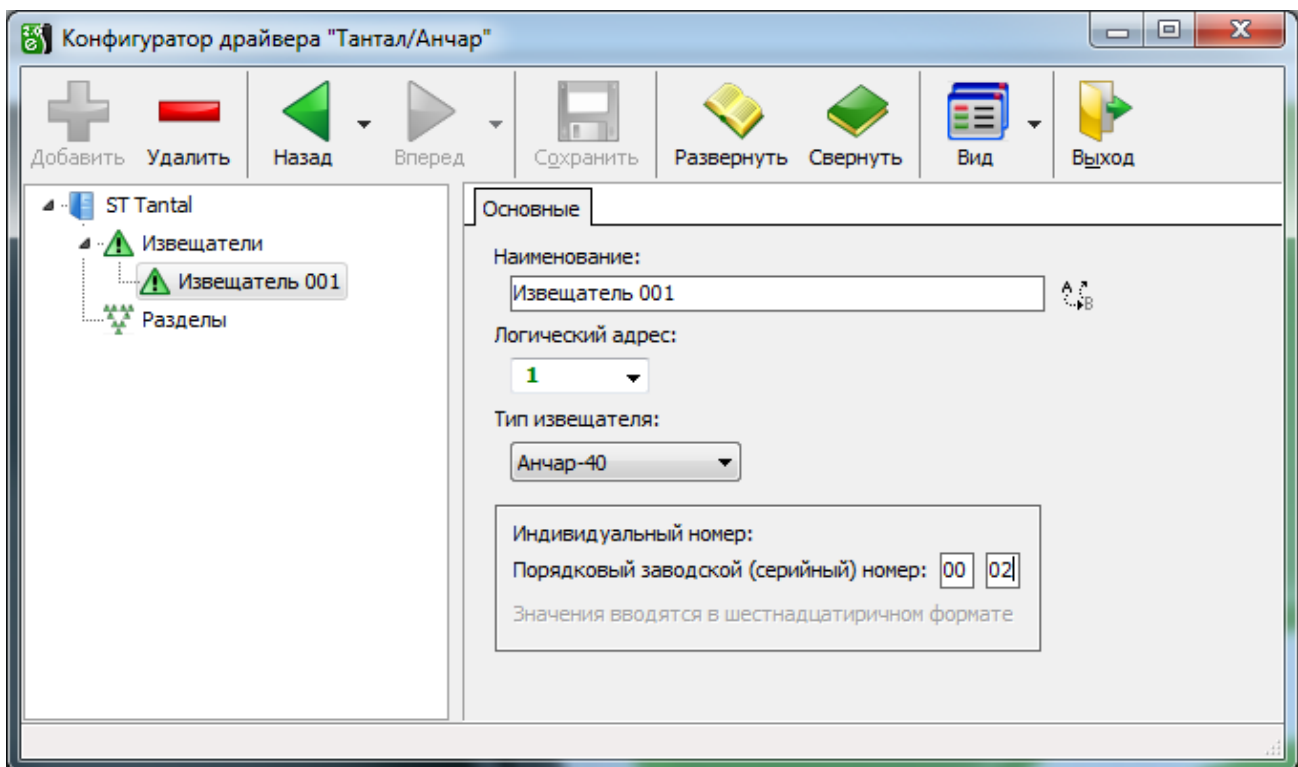 Конфигуратор драйвера "Тантал/Анчар"
Добавить Удалить Назад Вперед Сохранить Развернуть Свернуть Вид Выход
ST Tantal
Извещатели
Извещатель 001
Разделы
Основные
Наименование:
Извещатель 001
A B
Логический адрес:
1
Тип извещателя:
Анчар-40
Индивидуальный номер:
Порядковый заводской (серийный) номер: 00 02
Значения вводятся в шестнадцатиричном формате